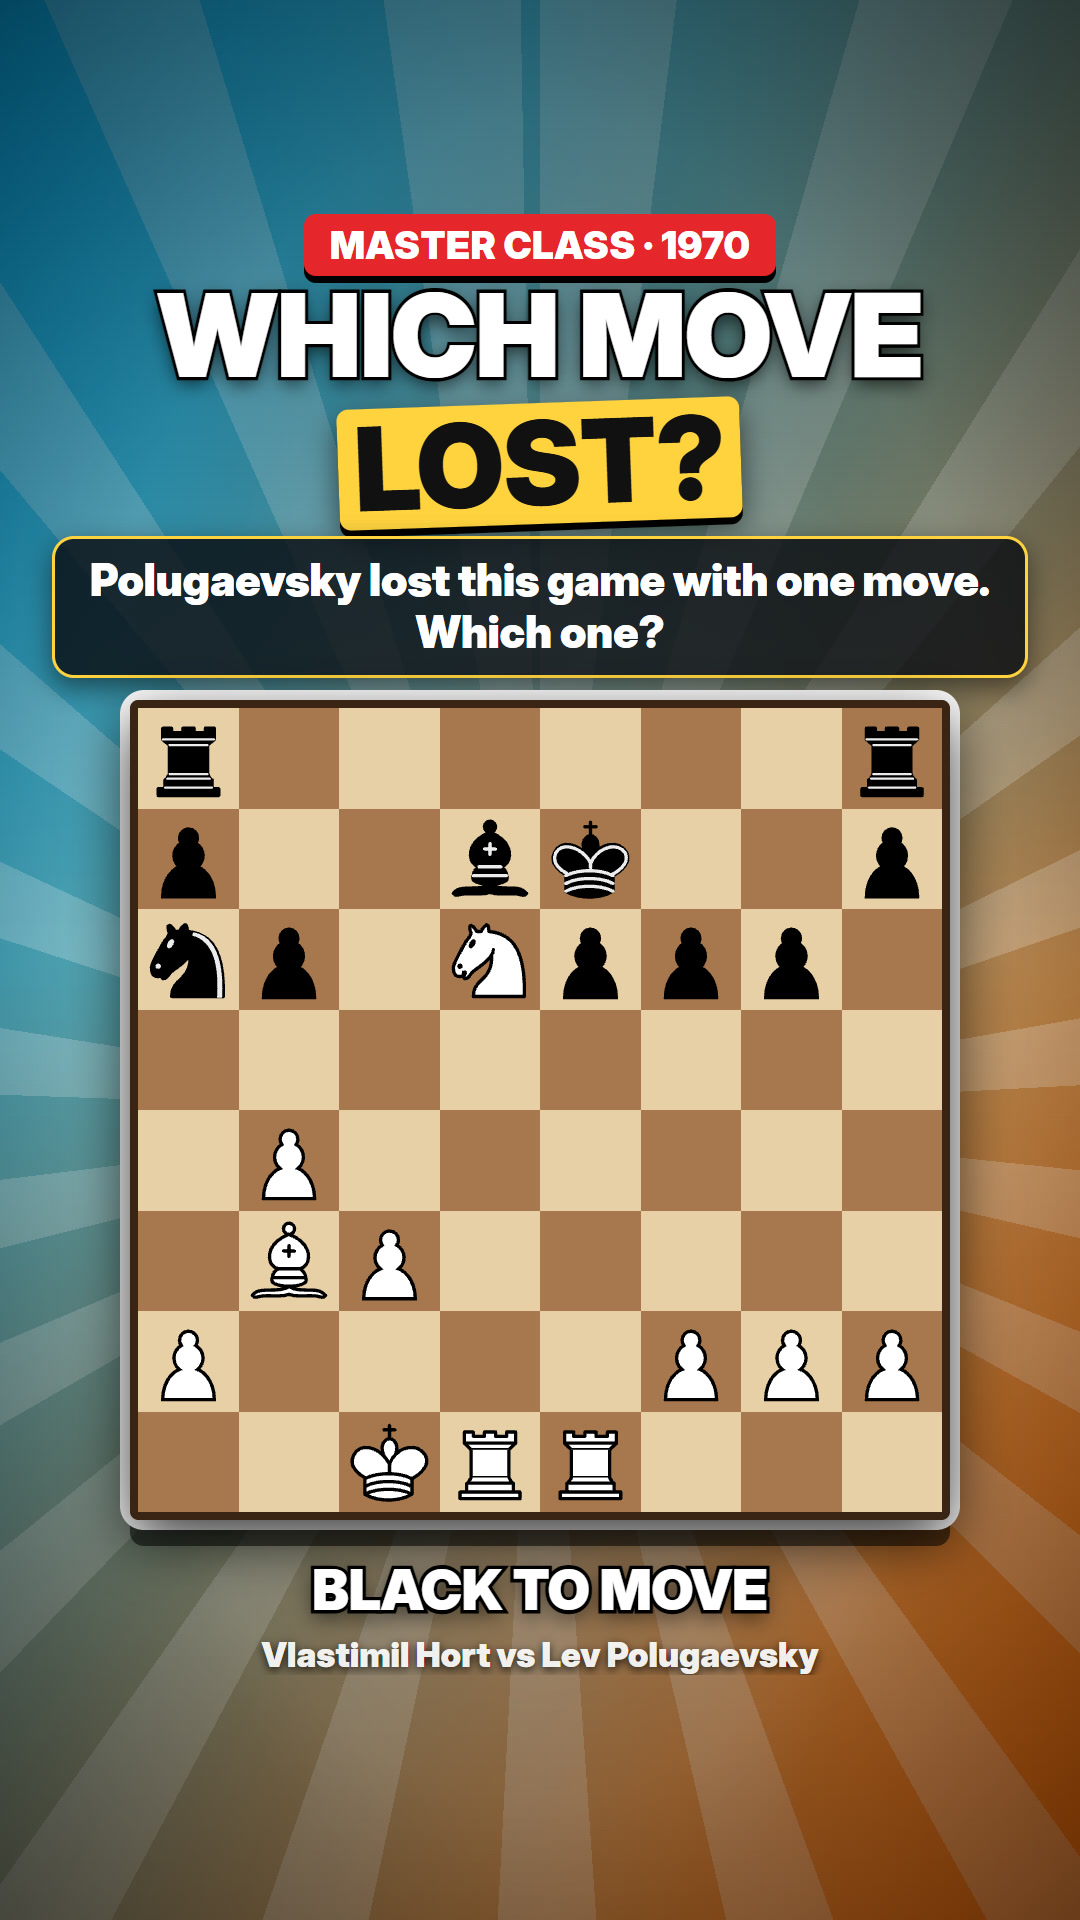 MASTER CLASS · 1970
WHICH MOVE
LOST?
Polugaevsky lost this game with one move.
Which one?
BLACK TO MOVE
Vlastimil Hort vs Lev Polugaevsky